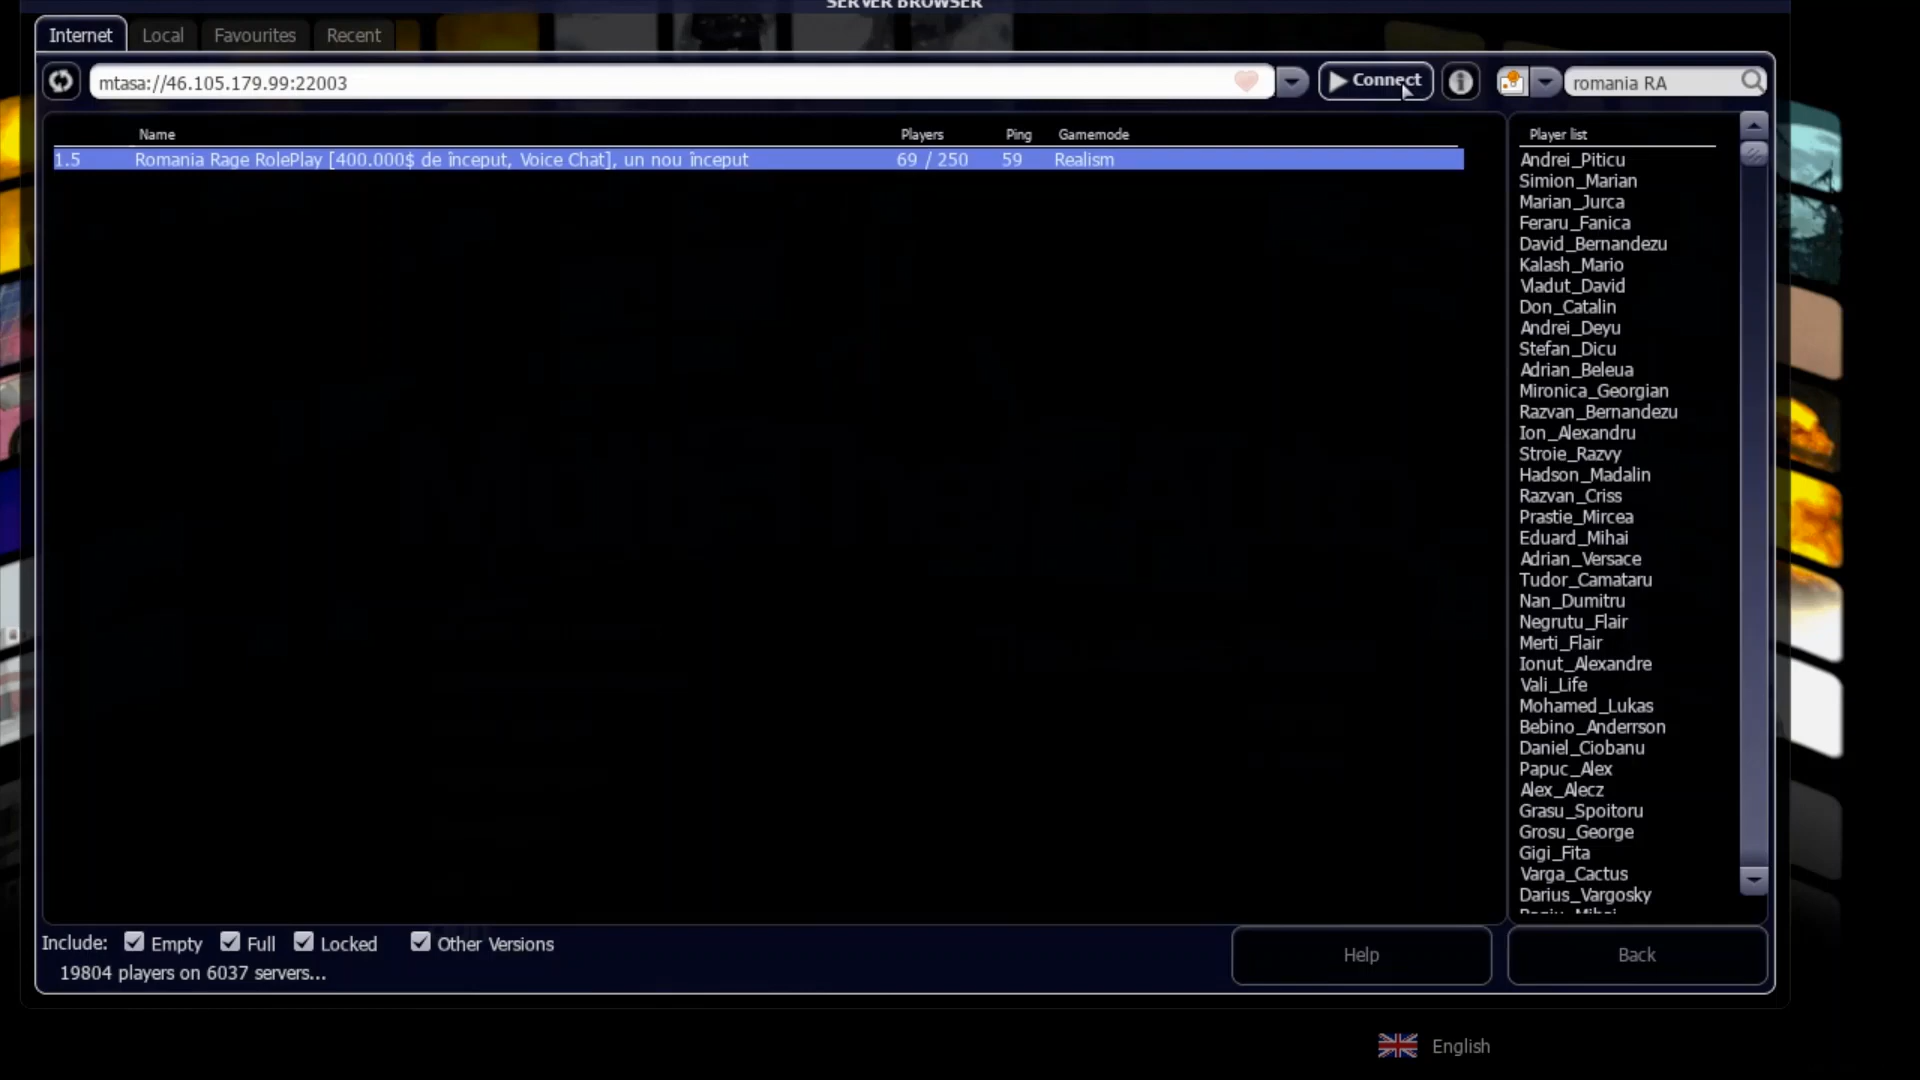 SERVER BROWSER
Internet Local Favourites Recent
mtasa://46.105.179.99:22003 Connect romania RA
Name Players Ping Gamemode
1.5 Romania Rage RolePlay [400.000$ de început, Voice Chat], un nou început 69 / 250 59 Realism
Player list
Andrei_Piticu
Simion_Marian
Marian_Jurca
Feraru_Fanica
David_Bernandezu
Kalash_Mario
Vladut_David
Don_Catalin
Andrei_Deyu
Stefan_Dicu
Adrian_Beleua
Mironica_Georgian
Razvan_Bernandezu
Ion_Alexandru
Stroie_Razvy
Hadson_Madalin
Razvan_Criss
Prastie_Mircea
Eduard_Mihai
Adrian_Versace
Tudor_Camataru
Nan_Dumitru
Negrutu_Flair
Merti_Flair
Ionut_Alexandre
Vali_Life
Mohamed_Lukas
Bebino_Anderrson
Daniel_Ciobanu
Papuc_Alex
Alex_Alecz
Grasu_Spoitoru
Grosu_George
Gigi_Fita
Varga_Cactus
Darius_Vargosky
Include: Empty Full Locked Other Versions
19804 players on 6037 servers...
Help Back
English